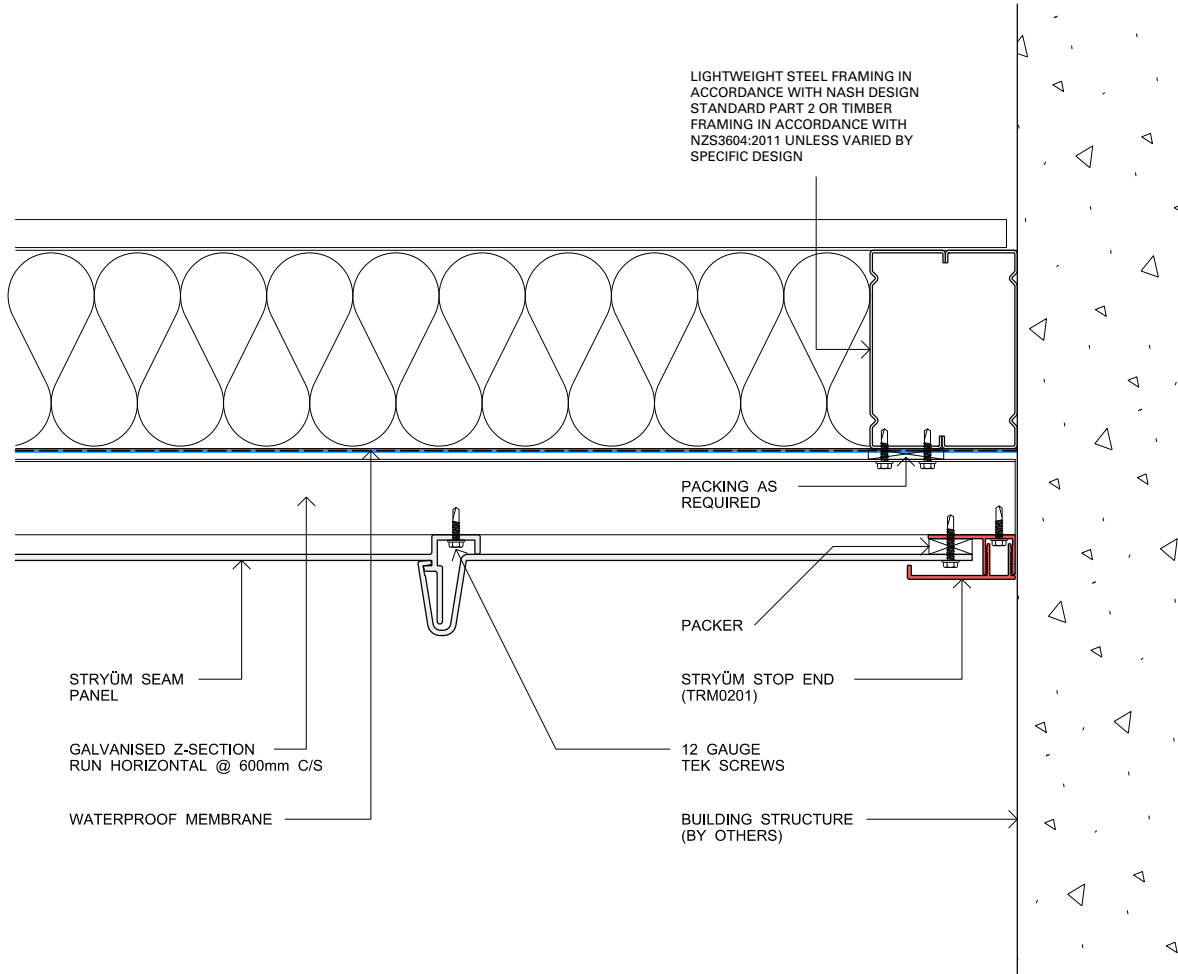 LIGHTWEIGHT STEEL FRAMING IN
ACCORDANCE WITH NASH DESIGN
STANDARD PART 2 OR TIMBER
FRAMING IN ACCORDANCE WITH
NZS3604:2011 UNLESS VARIED BY
SPECIFIC DESIGN
PACKING AS
REQUIRED
PACKER
STRYÜM SEAM
PANEL
STRYÜM STOP END
(TRM0201)
GALVANISED Z-SECTION
RUN HORIZONTAL @ 600mm C/S
12 GAUGE
TEK SCREWS
WATERPROOF MEMBRANE
BUILDING STRUCTURE
(BY OTHERS)